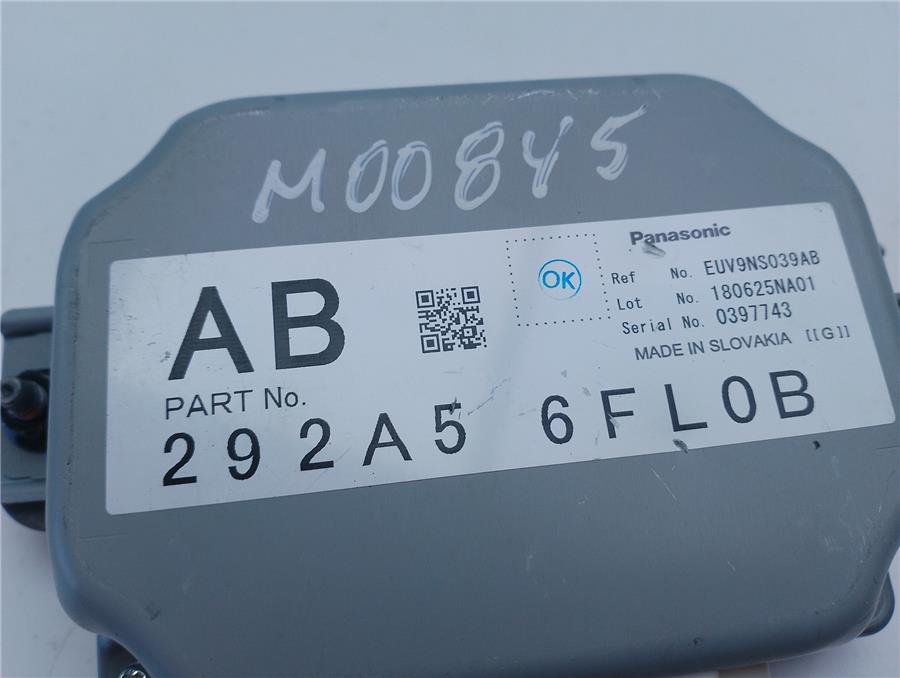 M00845
AB
OK
Panasonic
Ref No. EUV9NS039AB
Lot No. 180625NA01
Serial No. 0397743
MADE IN SLOVAKIA [[G]]
PART No.
292A5 6FL0B